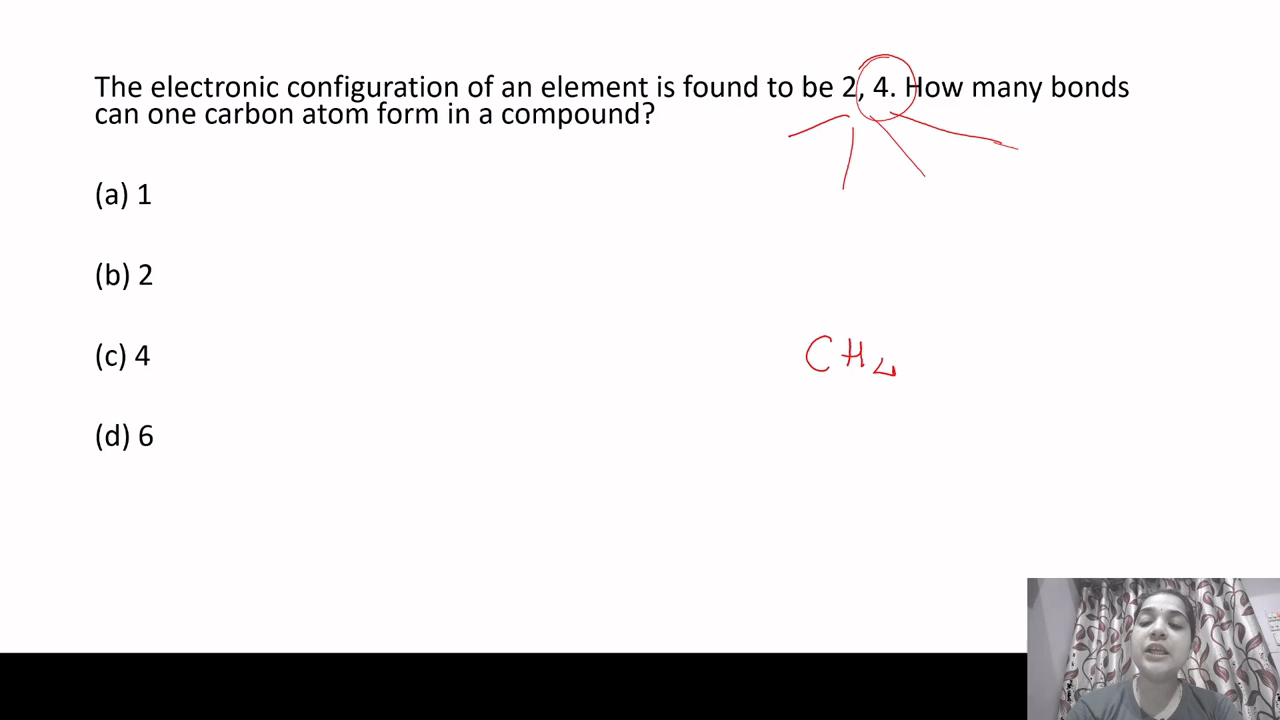 The electronic configuration of an element is found to be 2, 4. How many bonds
can one carbon atom form in a compound?
(a) 1
(b) 2
(c) 4
(d) 6
CH4